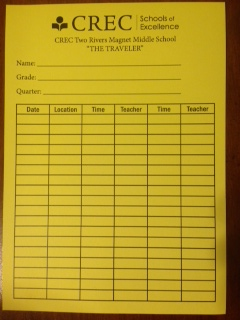 CREC Schools of
Excellence
CREC Two Rivers Magnet Middle School
"THE TRAVELER"
Name:
Grade:
Quarter:
Date Location Time Teacher Time Teacher